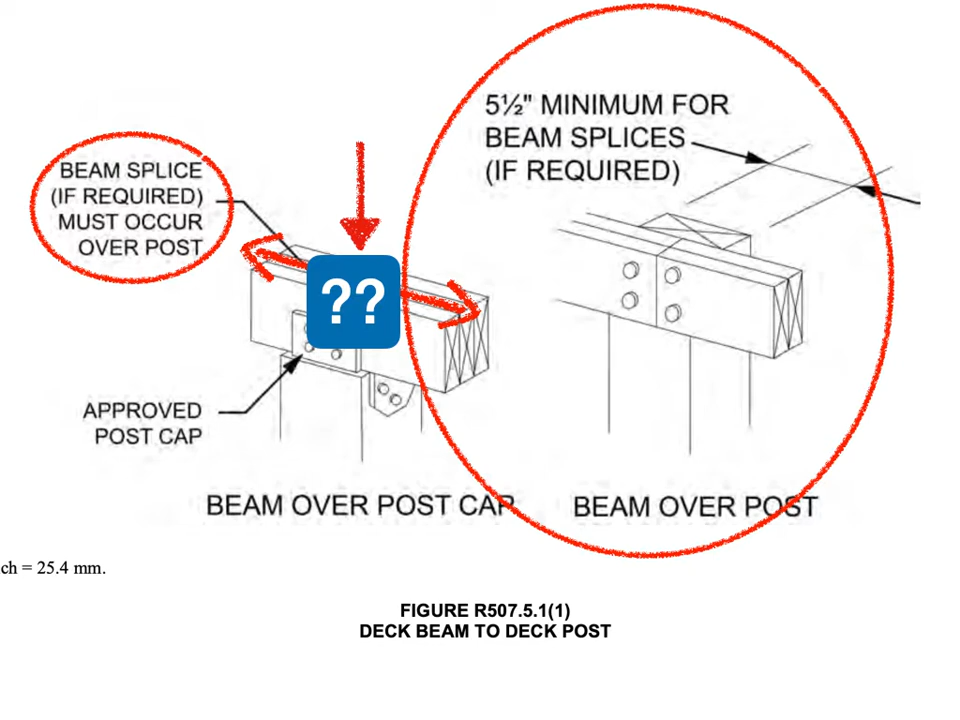 5½" MINIMUM FOR
BEAM SPLICES
(IF REQUIRED)
BEAM SPLICE
(IF REQUIRED)
MUST OCCUR
OVER POST
??
APPROVED
POST CAP
BEAM OVER POST CAP
BEAM OVER POST
ch = 25.4 mm.
FIGURE R507.5.1(1)
DECK BEAM TO DECK POST